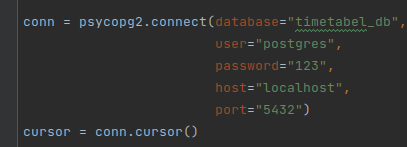 conn = psycopg2.connect(database="timetabel_db",
user="postgres",
password="123",
host="localhost",
port="5432")
cursor = conn.cursor()